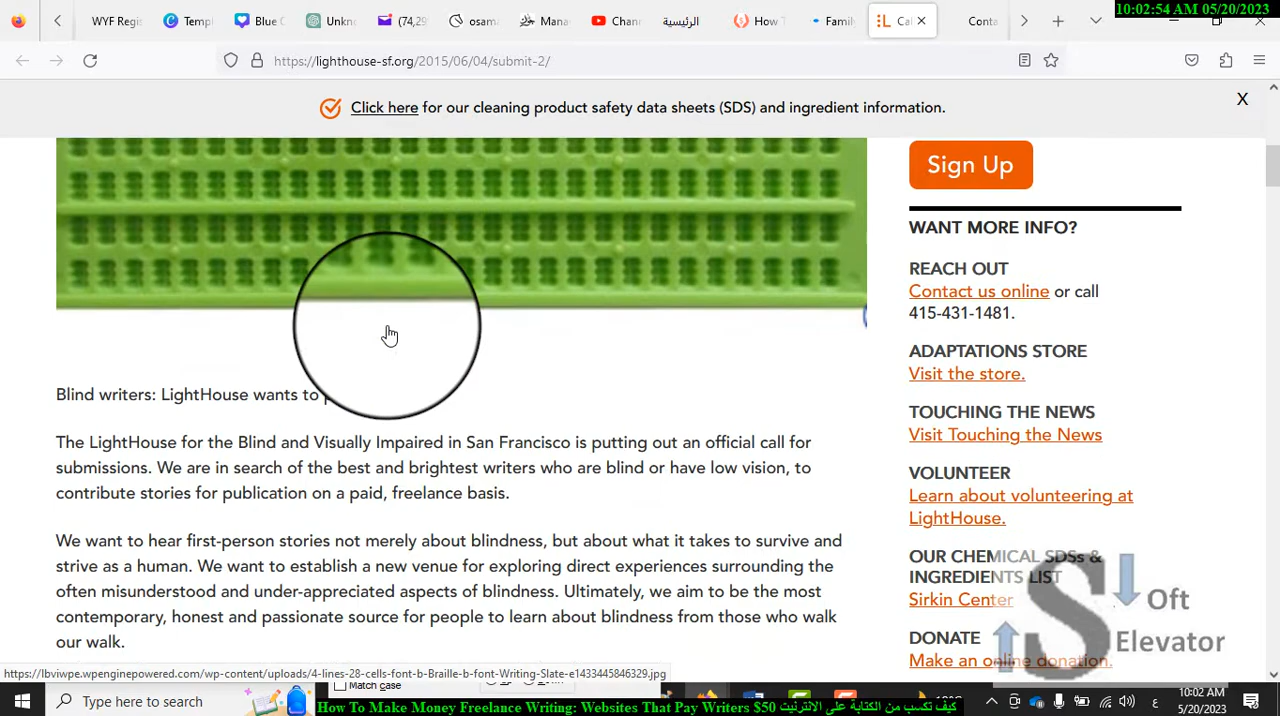 10:02:54 AM 05/20/2023
WYF Regis
Templ
Blue C
Unkn
(74,29
osam
Mana
Chan
الرئيسية
How T
Family
Cal
Conta
https://lighthouse-sf.org/2015/06/04/submit-2/
Click here for our cleaning product safety data sheets (SDS) and ingredient information.
X
Sign Up
WANT MORE INFO?
REACH OUT
Contact us online or call
415-431-1481.
ADAPTATIONS STORE
Visit the store.
TOUCHING THE NEWS
Visit Touching the News
VOLUNTEER
Learn about volunteering at
LightHouse.
OUR CHEMICAL SDSs &
INGREDIENTS LIST
Sirkin Center
DONATE
Make an online donation.
Blind writers: LightHouse wants to
The LightHouse for the Blind and Visually Impaired in San Francisco is putting out an official call for
submissions. We are in search of the best and brightest writers who are blind or have low vision, to
contribute stories for publication on a paid, freelance basis.
We want to hear first-person stories not merely about blindness, but about what it takes to survive and
strive as a human. We want to establish a new venue for exploring direct experiences surrounding the
often misunderstood and under-appreciated aspects of blindness. Ultimately, we aim to be the most
contemporary, honest and passionate source for people to learn about blindness from those who walk
our walk.
S Oft
Elevator
https://lbviwpe.wpenginepowered.com/wp-content/uploads/4-lines-28-cells-font-b-Braille-b-font-Writing-Slate-e1433445846329.jpg
Match case
Type here to search
How To Make Money Freelance Writing: Websites That Pay Writers $50 كيف تكسب من الكتابة على الانترنيت
ع
10:02 AM
5/20/2023